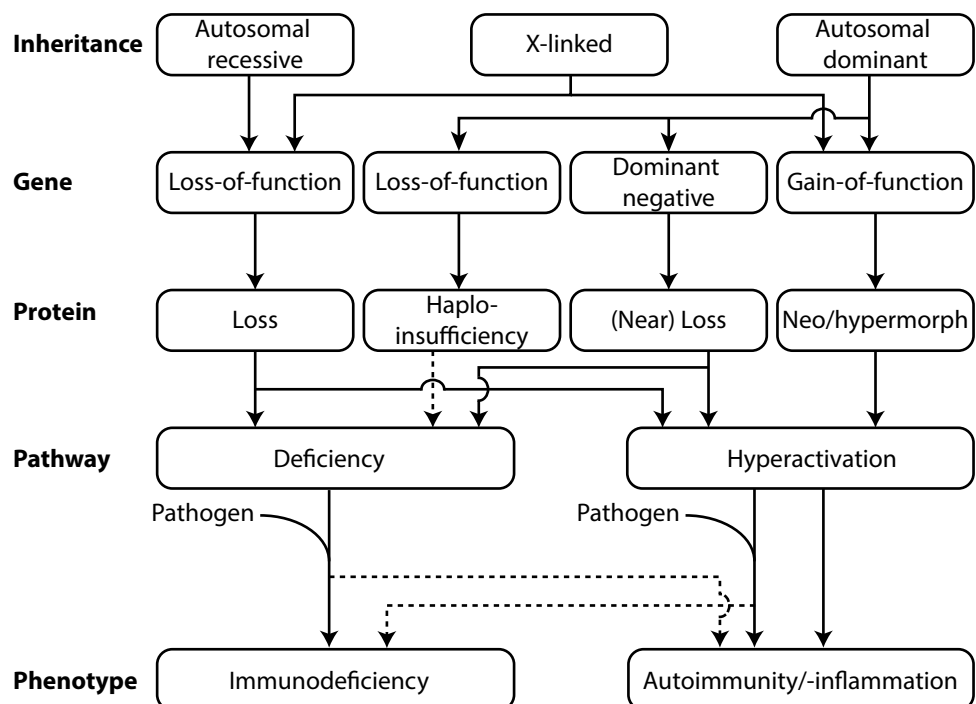 Inheritance
Autosomal
recessive
X-linked
Autosomal
dominant
Gene
Loss-of-function
Loss-of-function
Dominant
negative
Gain-of-function
Protein
Loss
Haplo-
insufficiency
(Near) Loss
Neo/hypermorph
Pathway
Deficiency
Hyperactivation
Pathogen
Pathogen
Phenotype
Immunodeficiency
Autoimmunity/-inflammation